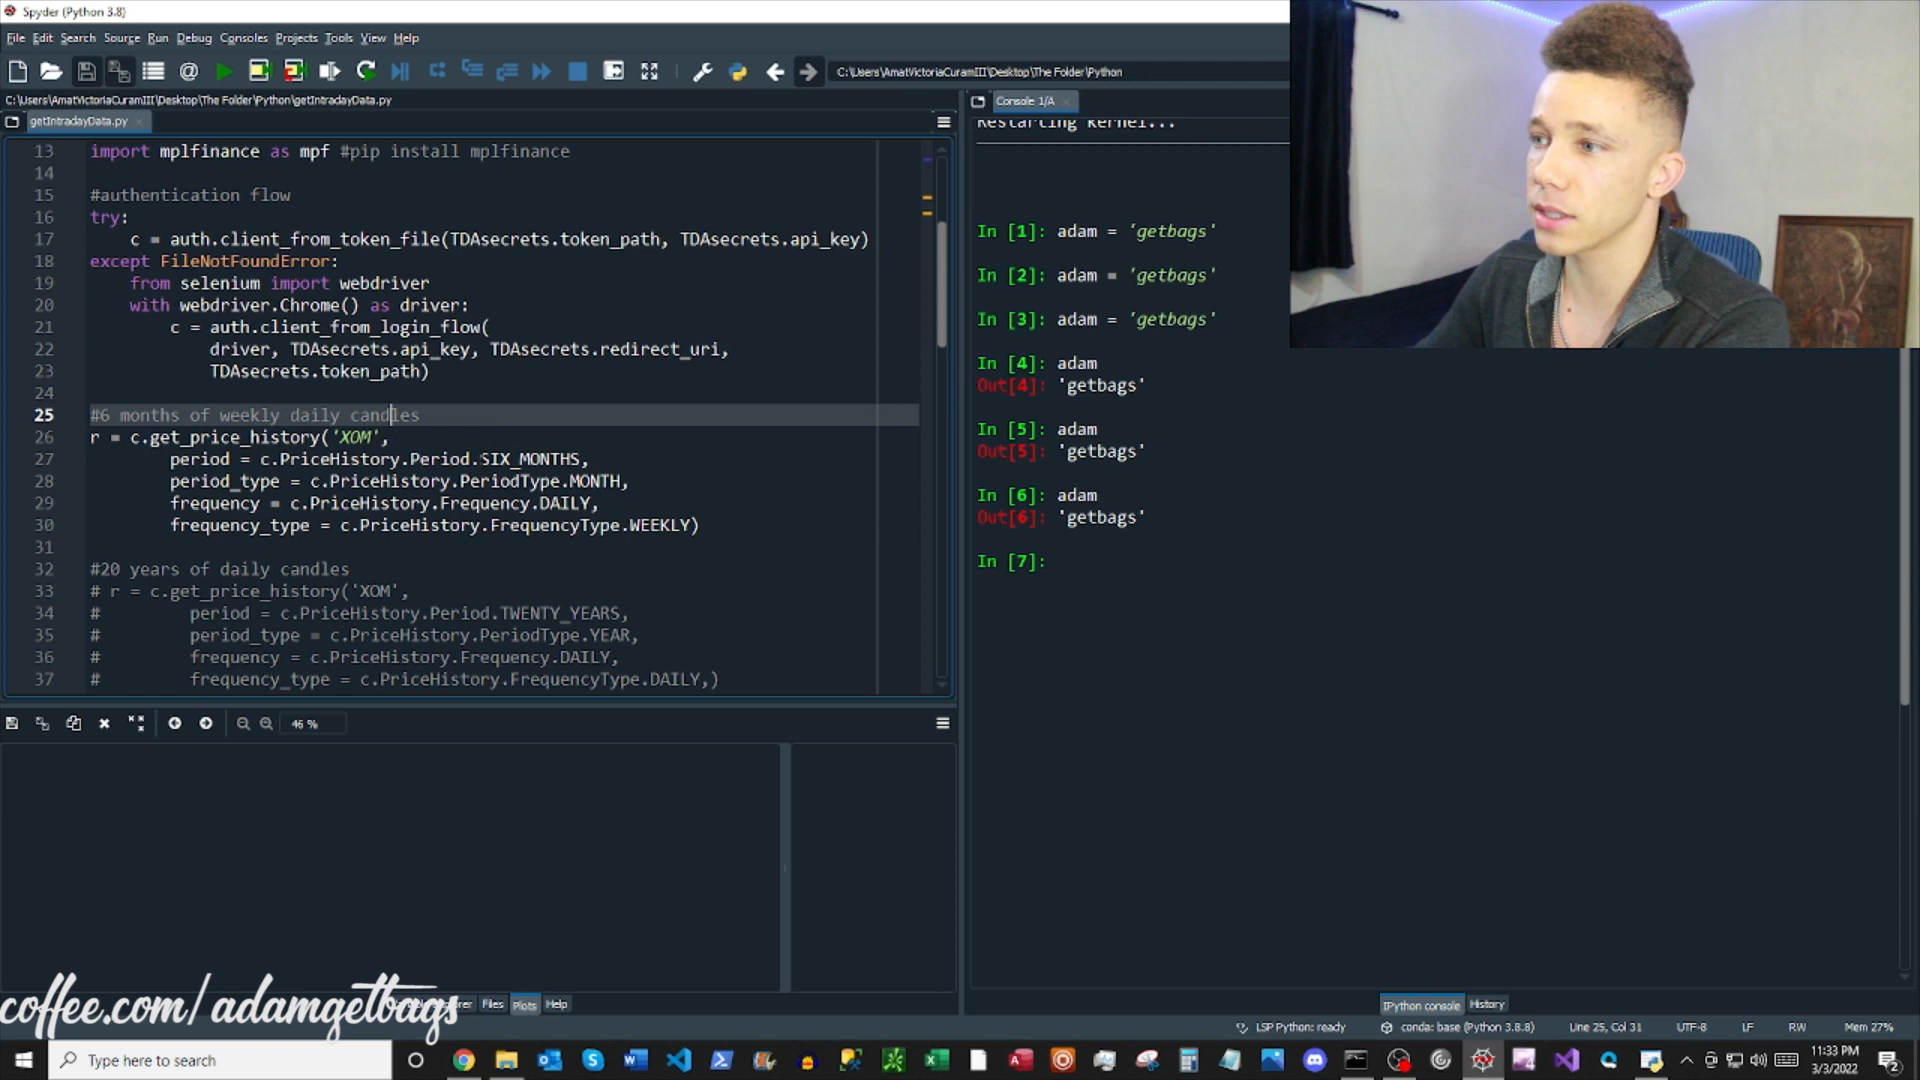 Spyder (Python 3.8)
File Edit Search Source Run Debug Consoles Projects Tools View Help
C:\Users\AmatVictoriaCuramIII\Desktop\The Folder\Python
C:\Users\AmatVictoriaCuramIII\Desktop\The Folder\Python\getIntradayData.py
getIntradayData.py
13 import mplfinance as mpf #pip install mplfinance
14
15 #authentication flow
16 try:
17 c = auth.client_from_token_file(TDAsecrets.token_path, TDAsecrets.api_key)
18 except FileNotFoundError:
19 from selenium import webdriver
20 with webdriver.Chrome() as driver:
21 c = auth.client_from_login_flow(
22 driver, TDAsecrets.api_key, TDAsecrets.redirect_uri,
23 TDAsecrets.token_path)
24
25 #6 months of weekly daily candles
26 r = c.get_price_history('XOM',
27 period = c.PriceHistory.Period.SIX_MONTHS,
28 period_type = c.PriceHistory.PeriodType.MONTH,
29 frequency = c.PriceHistory.Frequency.DAILY,
30 frequency_type = c.PriceHistory.FrequencyType.WEEKLY)
31
32 #20 years of daily candles
33 # r = c.get_price_history('XOM',
34 # period = c.PriceHistory.Period.TWENTY_YEARS,
35 # period_type = c.PriceHistory.PeriodType.YEAR,
36 # frequency = c.PriceHistory.Frequency.DAILY,
37 # frequency_type = c.PriceHistory.FrequencyType.DAILY,)
46 %
Files Plots Help
coffee.com/adamgetbags
Console 1/A
Restarting kernel...
In [1]: adam = 'getbags'
In [2]: adam = 'getbags'
In [3]: adam = 'getbags'
In [4]: adam
Out[4]: 'getbags'
In [5]: adam
Out[5]: 'getbags'
In [6]: adam
Out[6]: 'getbags'
In [7]:
IPython console History
LSP Python: ready conda: base (Python 3.8.8) Line 25, Col 31 UTF-8 LF RW Mem 27%
Type here to search
11:33 PM
3/3/2022
2